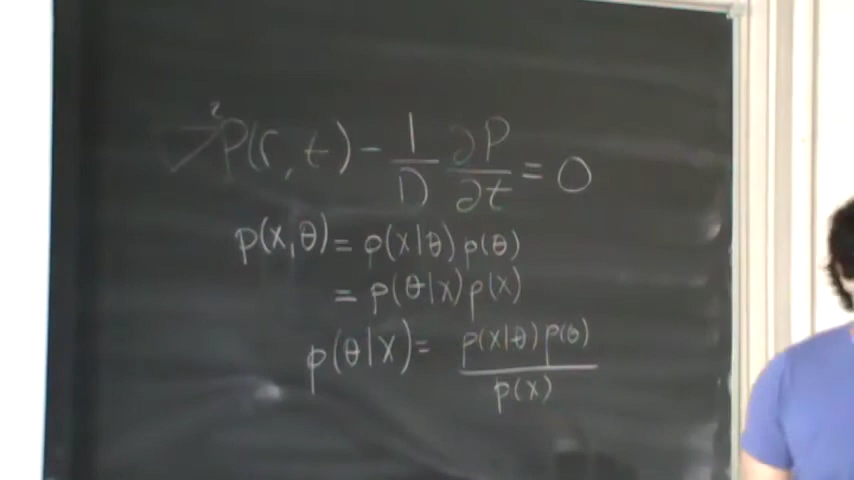 ∇²P(r,t) - 1/D ∂P/∂t = 0
p(x,θ) = p(x|θ) p(θ)
= p(θ|x) p(x)
p(θ|x) = p(x|θ) p(θ) / p(x)